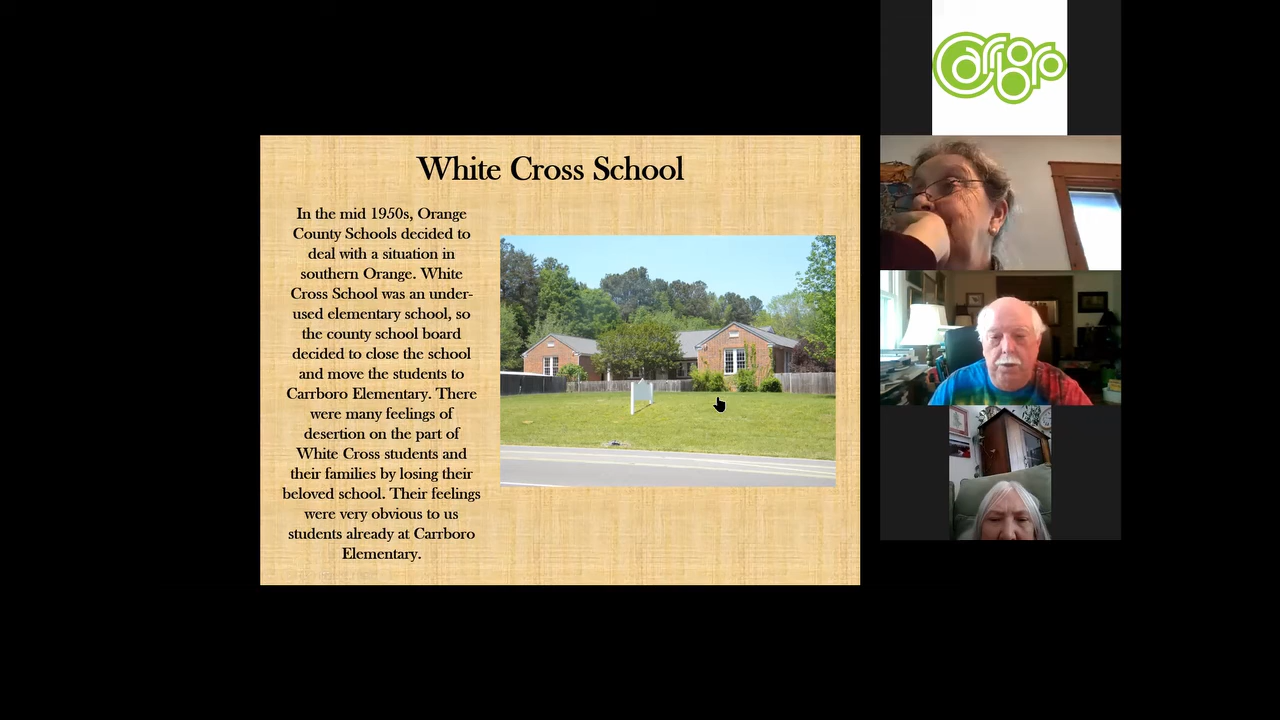 White Cross School
In the mid 1950s, Orange
County Schools decided to
deal with a situation in
southern Orange. White
Cross School was an under-
used elementary school, so
the county school board
decided to close the school
and move the students to
Carrboro Elementary. There
were many feelings of
desertion on the part of
White Cross students and
their families by losing their
beloved school. Their feelings
were very obvious to us
students already at Carrboro
Elementary.
Carrboro